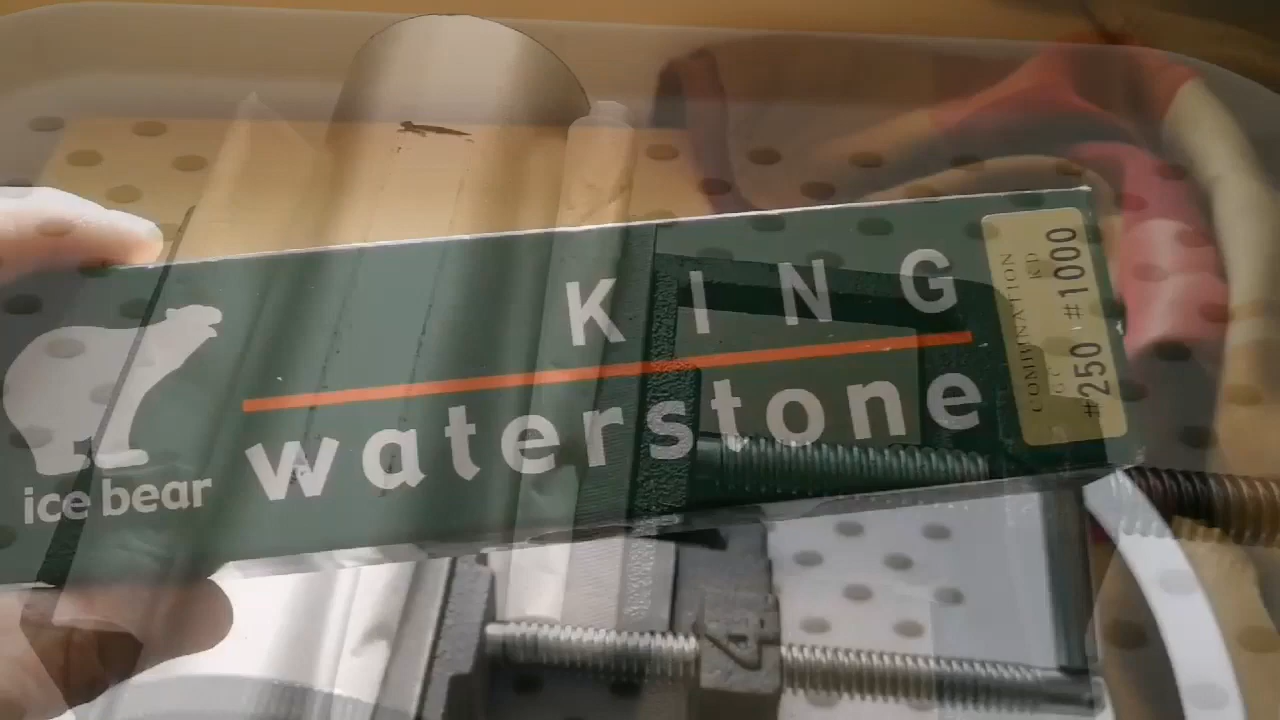 KING
waterstone
ice bear
COMBINATION
KD
#250 #1000